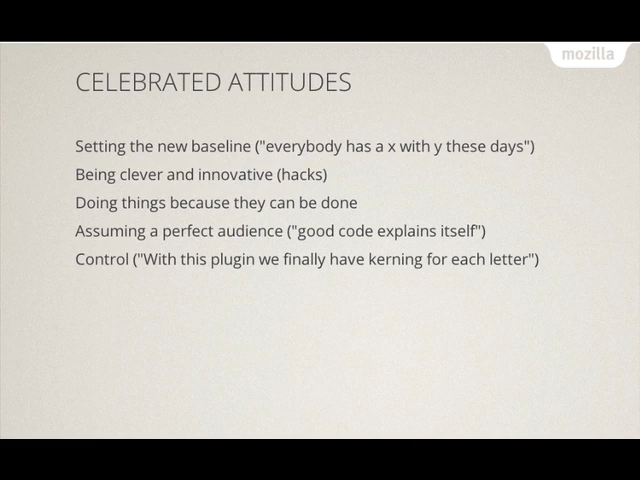 mozilla
CELEBRATED ATTITUDES
Setting the new baseline ("everybody has a x with y these days")
Being clever and innovative (hacks)
Doing things because they can be done
Assuming a perfect audience ("good code explains itself")
Control ("With this plugin we finally have kerning for each letter")